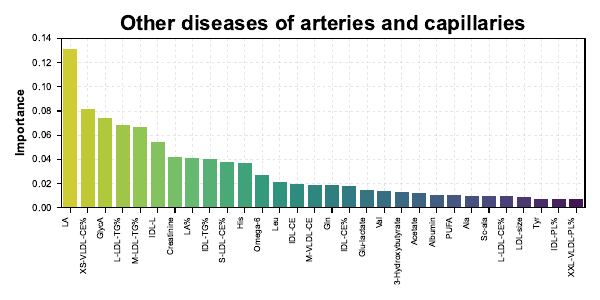 Other diseases of arteries and capillaries
Importance
0.14
0.12
0.10
0.08
0.06
0.04
0.02
0.00
LA
XS-VLDL-CE%
GlycA
L-LDL-TG%
M-LDL-TG%
IDL-L
Creatinine
LA%
IDL-TG%
S-LDL-CE%
His
Omega-6
Leu
IDL-CE
M-VLDL-CE
Gln
IDL-CE%
Glu-lactate
Val
3-Hydroxybutyrate
Acetate
Albumin
PUFA
Ala
Sc-ala
L-LDL-CE%
LDL-size
Tyr
IDL-PL%
XXL-VLDL-PL%